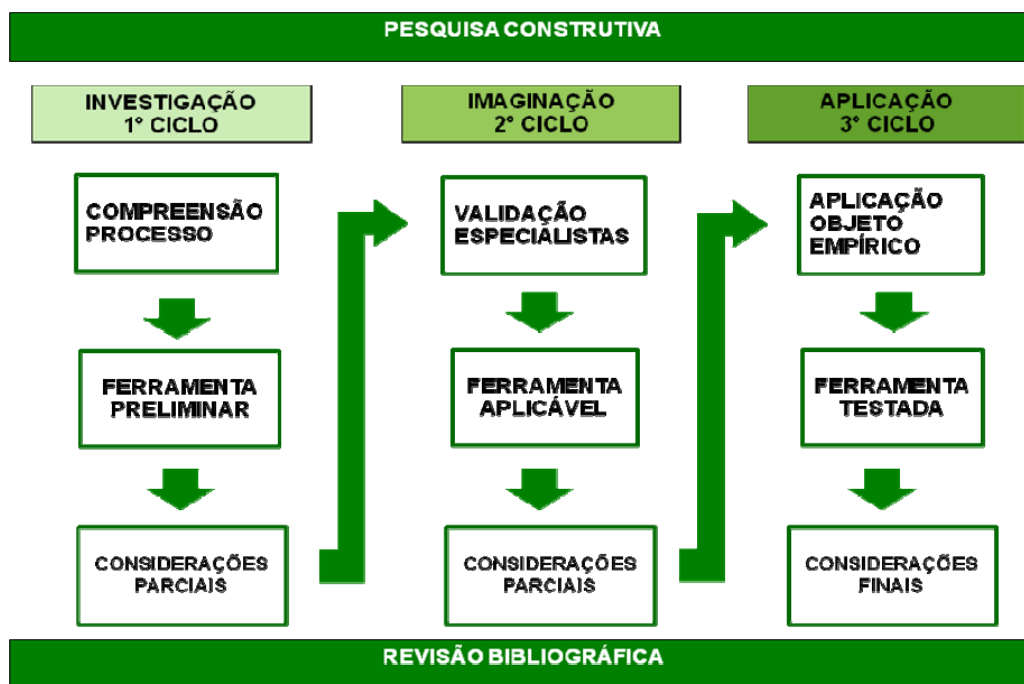 PESQUISA CONSTRUTIVA
INVESTIGAÇÃO
1° CICLO
COMPREENSÃO
PROCESSO
FERRAMENTA
PRELIMINAR
CONSIDERAÇÕES
PARCIAIS
IMAGINAÇÃO
2° CICLO
VALIDAÇÃO
ESPECIALISTAS
FERRAMENTA
APLICÁVEL
CONSIDERAÇÕES
PARCIAIS
APLICAÇÃO
3° CICLO
APLICAÇÃO
OBJETO
EMPÍRICO
FERRAMENTA
TESTADA
CONSIDERAÇÕES
FINAIS
REVISÃO BIBLIOGRÁFICA